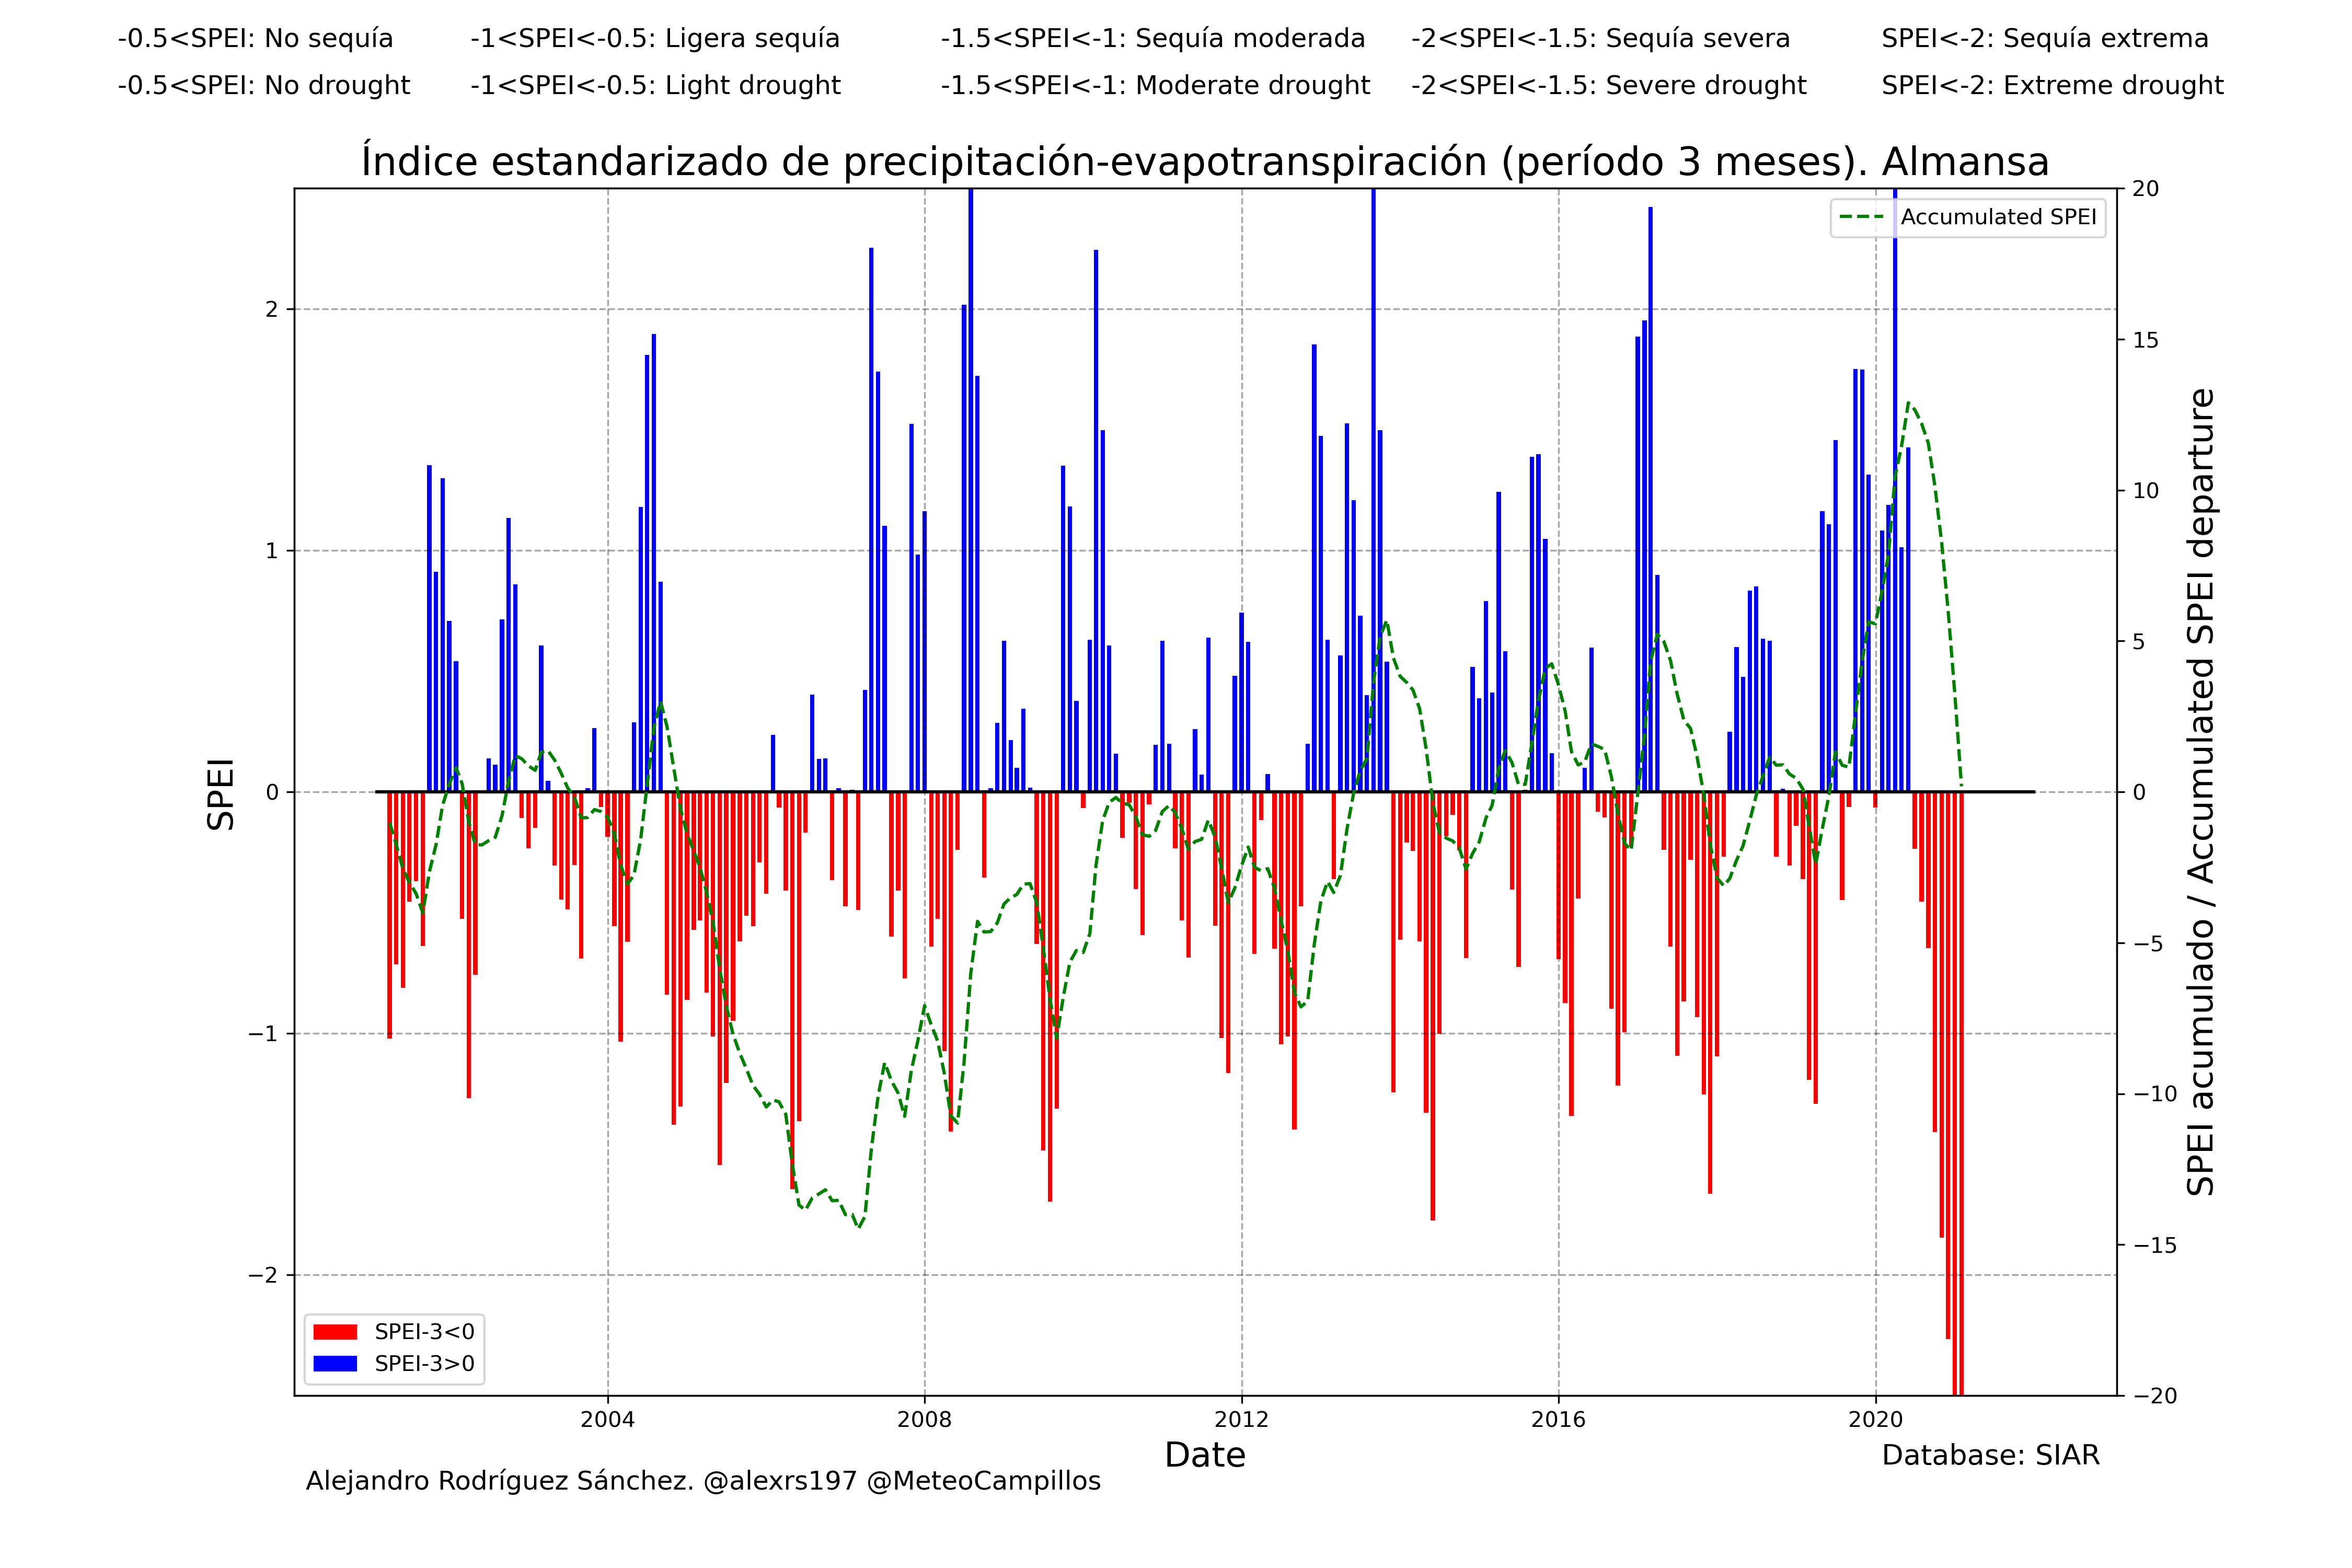 -0.5<SPEI: No sequía -1<SPEI<-0.5: Ligera sequía -1.5<SPEI<-1: Sequía moderada -2<SPEI<-1.5: Sequía severa SPEI<-2: Sequía extrema
-0.5<SPEI: No drought -1<SPEI<-0.5: Light drought -1.5<SPEI<-1: Moderate drought -2<SPEI<-1.5: Severe drought SPEI<-2: Extreme drought
Índice estandarizado de precipitación-evapotranspiración (período 3 meses). Almansa
Accumulated SPEI
SPEI
2
1
0
−1
−2
20
15
10
5
0
−5
−10
−15
−20
SPEI acumulado / Accumulated SPEI departure
SPEI-3<0
SPEI-3>0
2004 2008 2012 2016 2020
Date
Database: SIAR
Alejandro Rodríguez Sánchez. @alexrs197 @MeteoCampillos